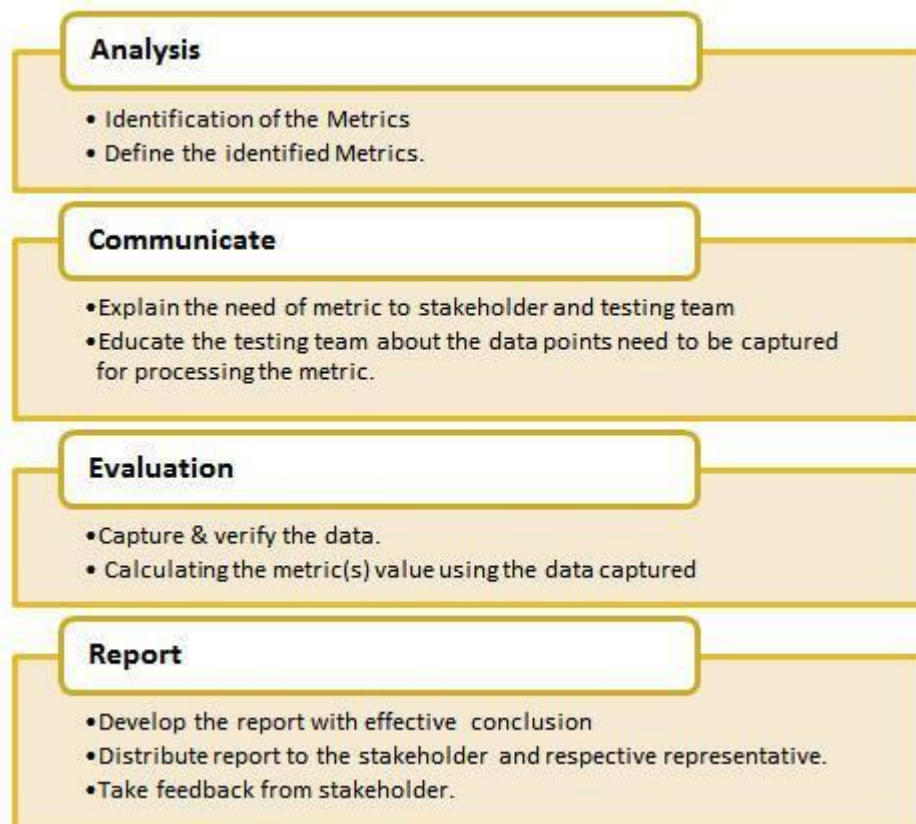 Analysis
• Identification of the Metrics
• Define the identified Metrics.
Communicate
•Explain the need of metric to stakeholder and testing team
•Educate the testing team about the data points need to be captured
for processing the metric.
Evaluation
•Capture & verify the data.
• Calculating the metric(s) value using the data captured
Report
•Develop the report with effective conclusion
•Distribute report to the stakeholder and respective representative.
•Take feedback from stakeholder.